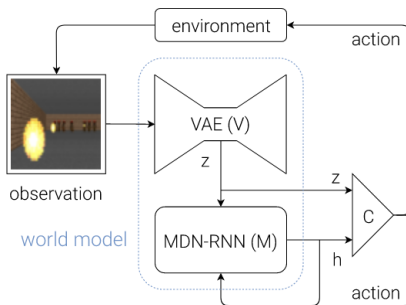 environment
action
VAE (V)
z
observation
z
C
world model
MDN-RNN (M)
h
action